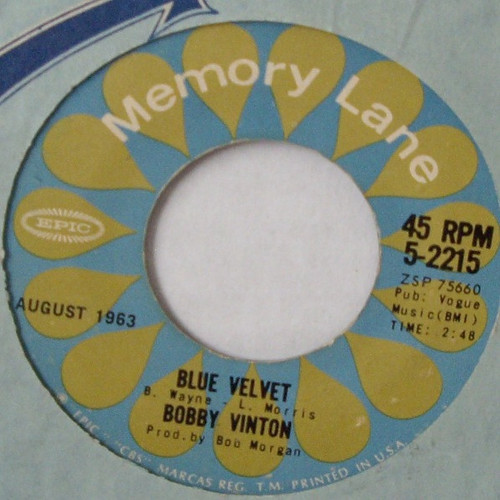 Memory Lane
EPIC
45 RPM
5-2215
ZSP 75660
Pub: Vogue
Music(BMI)
TIME: 2:48
AUGUST 1963
BLUE VELVET
B. Wayne - L. Morris
BOBBY VINTON
Prod.by Bob Morgan
EPIC, "CBS" MARCAS REG. T.M. PRINTED IN U.S.A.